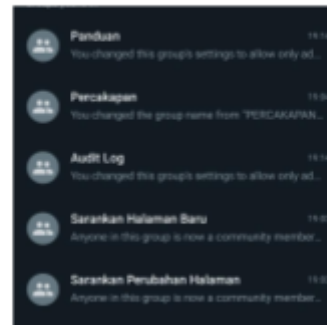 Panduan
You changed this group's settings to allow only ad...
Percakapan
You changed the group name from "PERCAKAPAN...
Audit Log
You changed this group's settings to allow only ad...
Sarankan Halaman Baru
Anyone in this group is now a community member...
Sarankan Perubahan Halaman
Anyone in this group is now a community member...